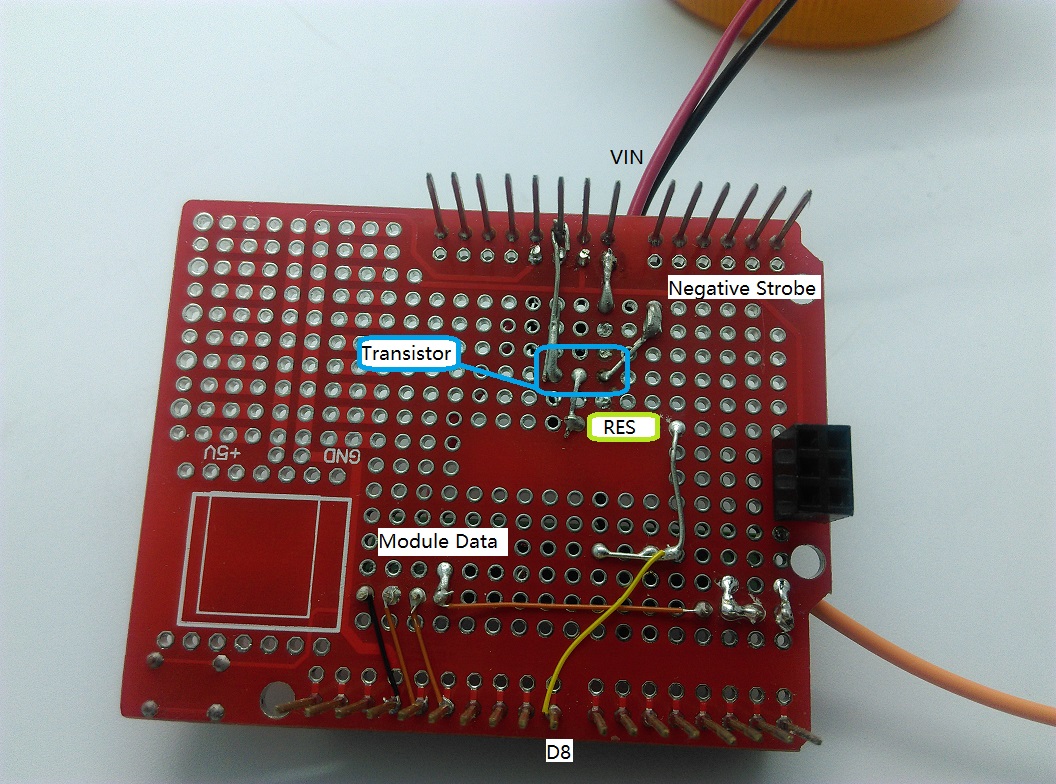 VIN
Negative Strobe
Transistor
RES
+5V
GND
Module Data
D8